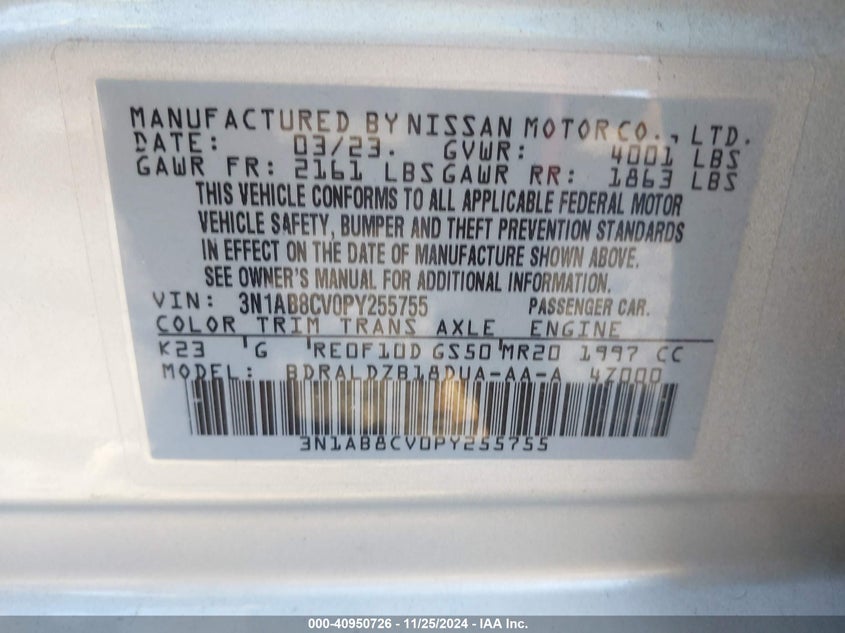 MANUFACTURED BY NISSAN MOTOR CO., LTD.
DATE: 03/23. GVWR: 4001 LBS
GAWR FR: 2161 LBS GAWR RR: 1863 LBS
THIS VEHICLE CONFORMS TO ALL APPLICABLE FEDERAL MOTOR
VEHICLE SAFETY, BUMPER AND THEFT PREVENTION STANDARDS
IN EFFECT ON THE DATE OF MANUFACTURE SHOWN ABOVE.
SEE OWNER'S MANUAL FOR ADDITIONAL INFORMATION.
VIN: 3N1AB8CV0PY255755 PASSENGER CAR.
COLOR TRIM TRANS AXLE ENGINE
K23 G RE0F10D GS50 MR20 1997 CC
MODEL: BDRALDZB18DUA-AA-A 4Z000
3N1AB8CV0PY255755
000-40950726 - 11/25/2024 - IAA Inc.